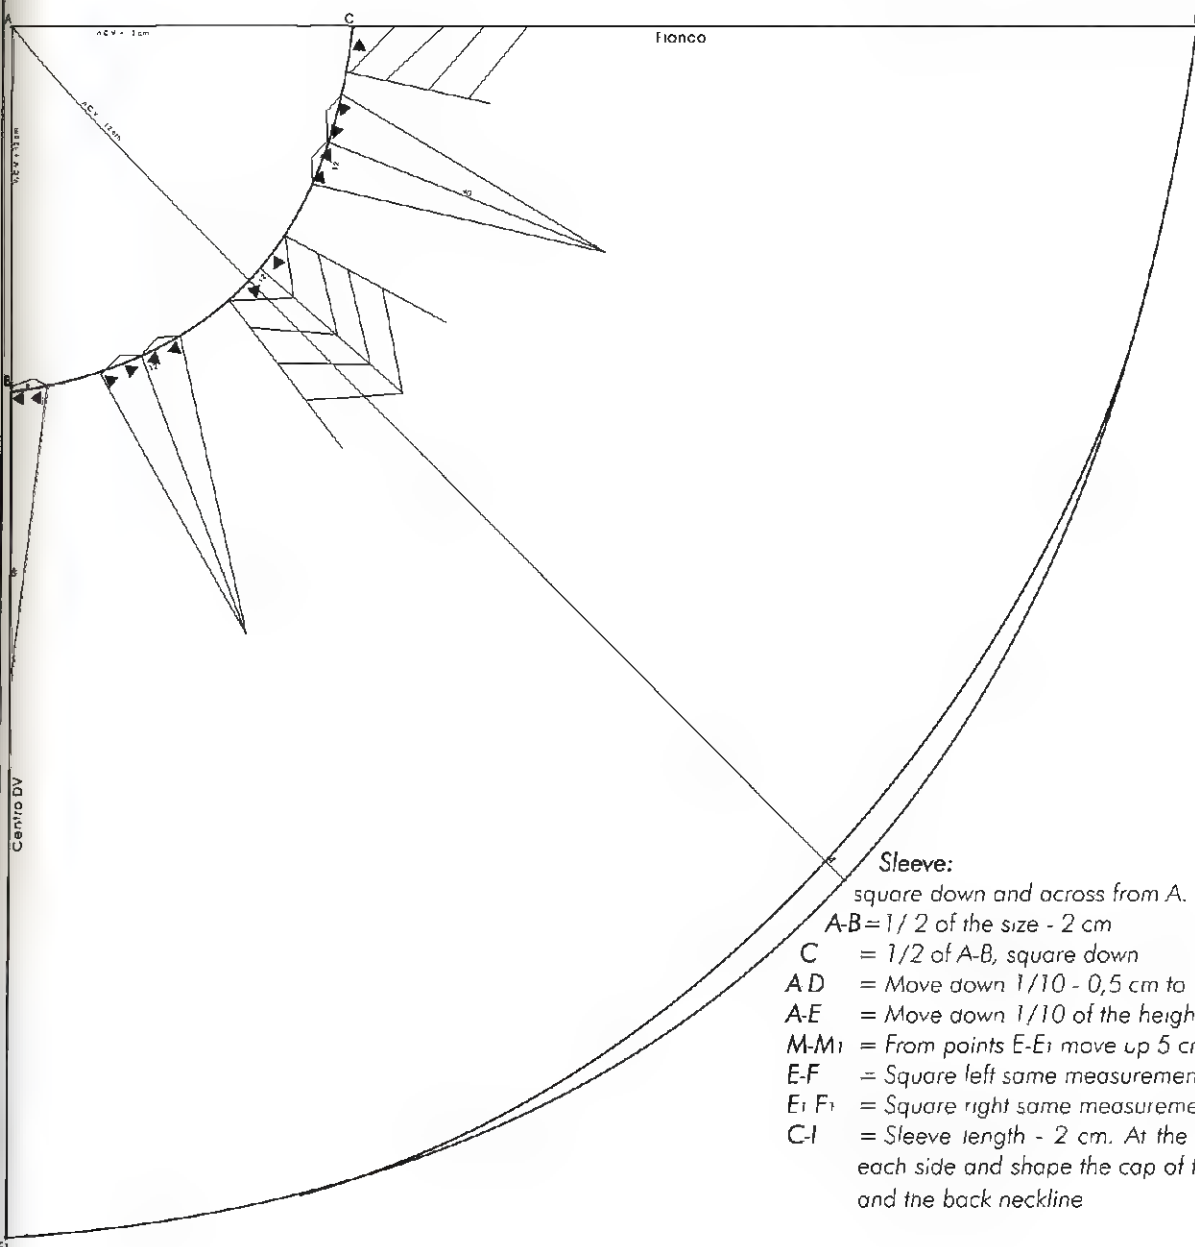 A
C
Fianco
B
12
12
12
Centro DV
Sleeve:
square down and across from A.
A-B = 1/2 of the size - 2 cm
C = 1/2 of A-B, square down
A D = Move down 1/10 - 0,5 cm to
A-E = Move down 1/10 of the heigh
M-M1 = From points E-E1 move up 5 c
E-F = Square left same measuremen
E1 F1 = Square right same measureme
C-I = Sleeve length - 2 cm. At the
each side and shape the cap of t
and the back neckline